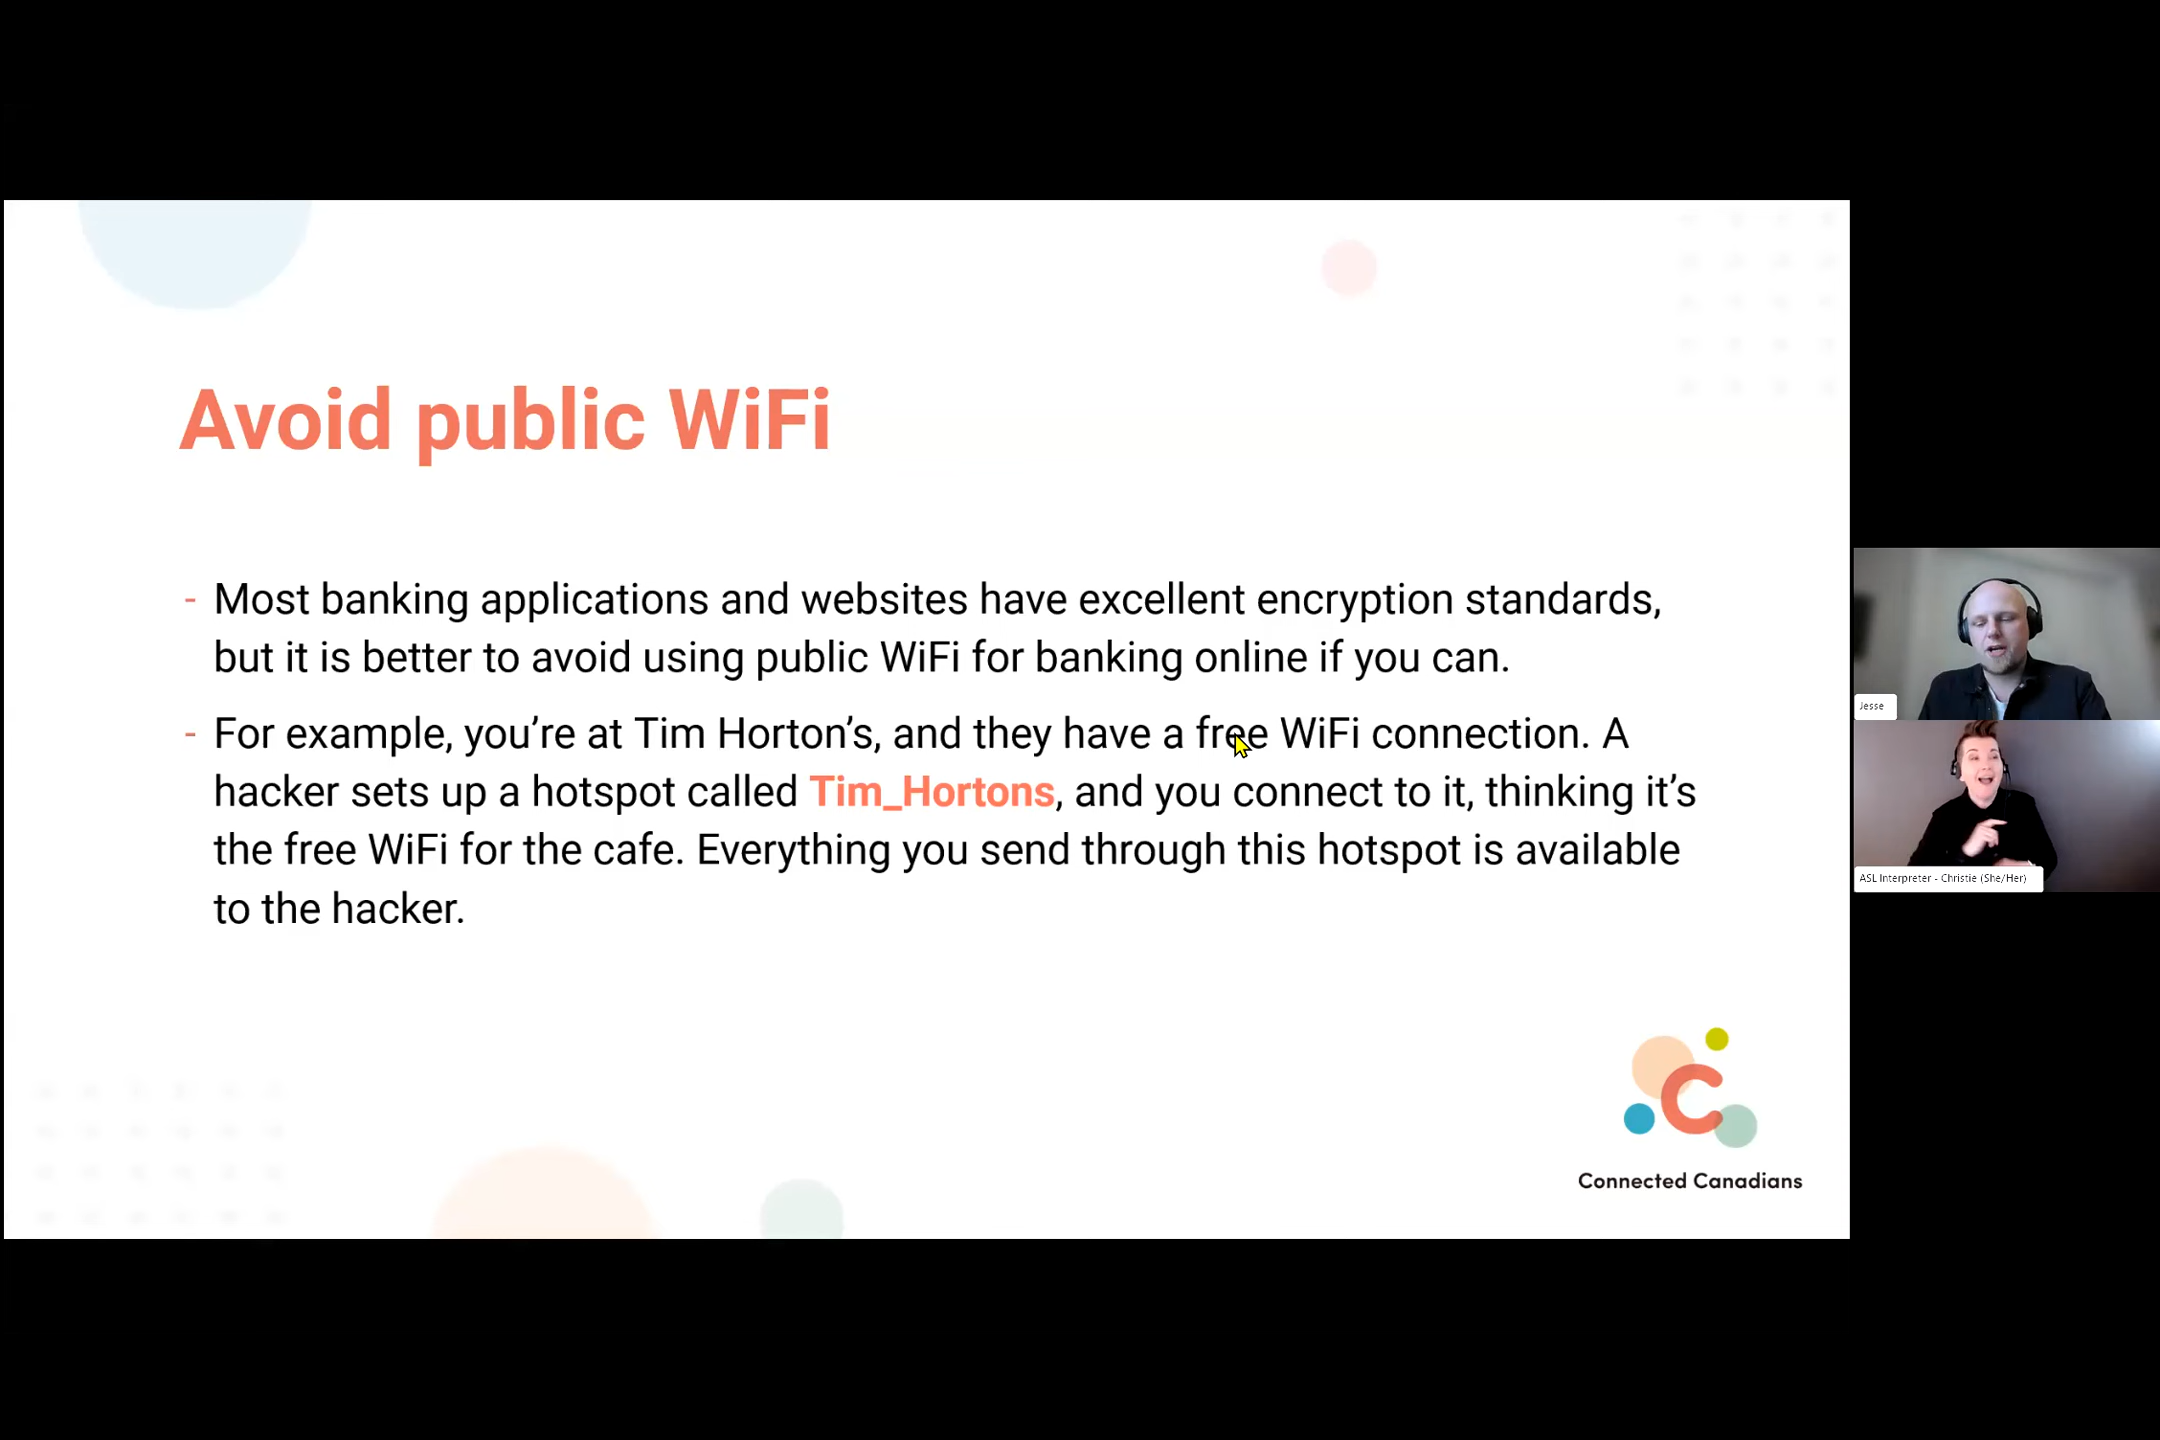 Avoid public WiFi
- Most banking applications and websites have excellent encryption standards,
but it is better to avoid using public WiFi for banking online if you can.
- For example, you’re at Tim Horton’s, and they have a free WiFi connection. A
hacker sets up a hotspot called Tim_Hortons, and you connect to it, thinking it’s
the free WiFi for the cafe. Everything you send through this hotspot is available
to the hacker.
Connected Canadians
Jesse
ASL Interpreter - Christie (She/Her)